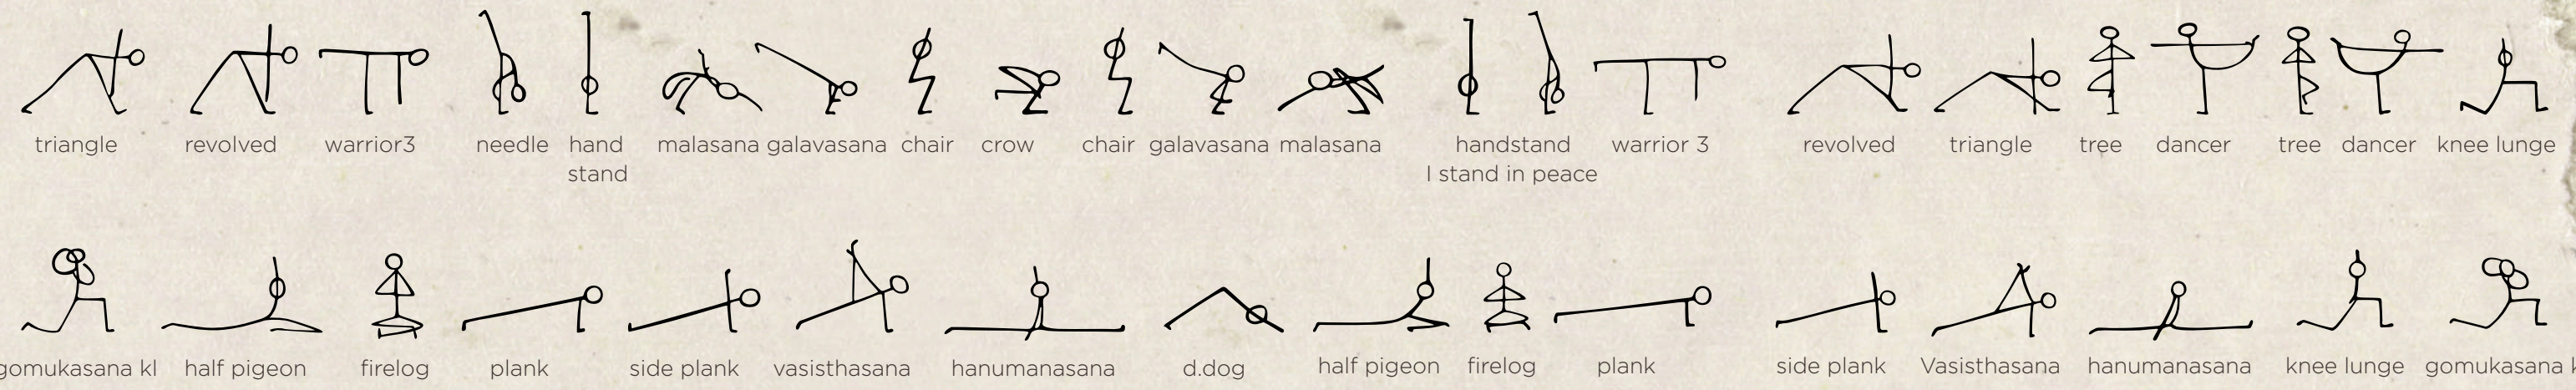 triangle revolved warrior3 needle hand malasana galavasana chair crow chair galavasana malasana handstand warrior 3 revolved triangle tree dancer tree dancer knee lunge
stand I stand in peace
gomukasana kl half pigeon firelog plank side plank vasisthasana hanumanasana d.dog half pigeon firelog plank side plank Vasisthasana hanumanasana knee lunge gomukasana